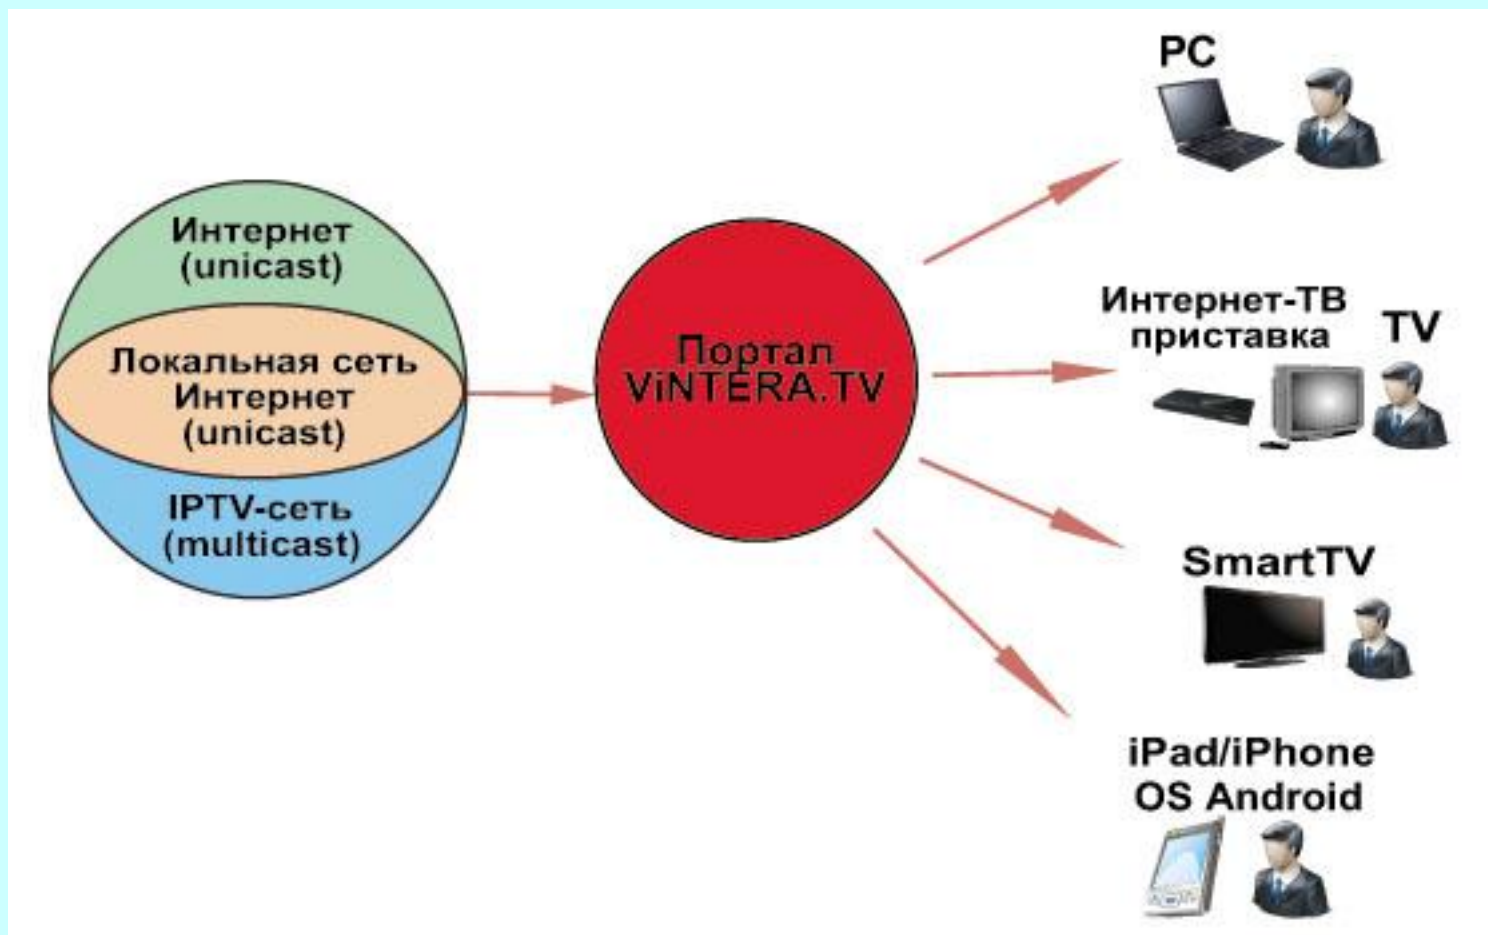 Интернет
(unicast)
Локальная сеть
Интернет
(unicast)
IPTV-сеть
(multicast)
Портал
ViNTERA.TV
PC
Интернет-ТВ
приставка
TV
SmartTV
iPad/iPhone
OS Android